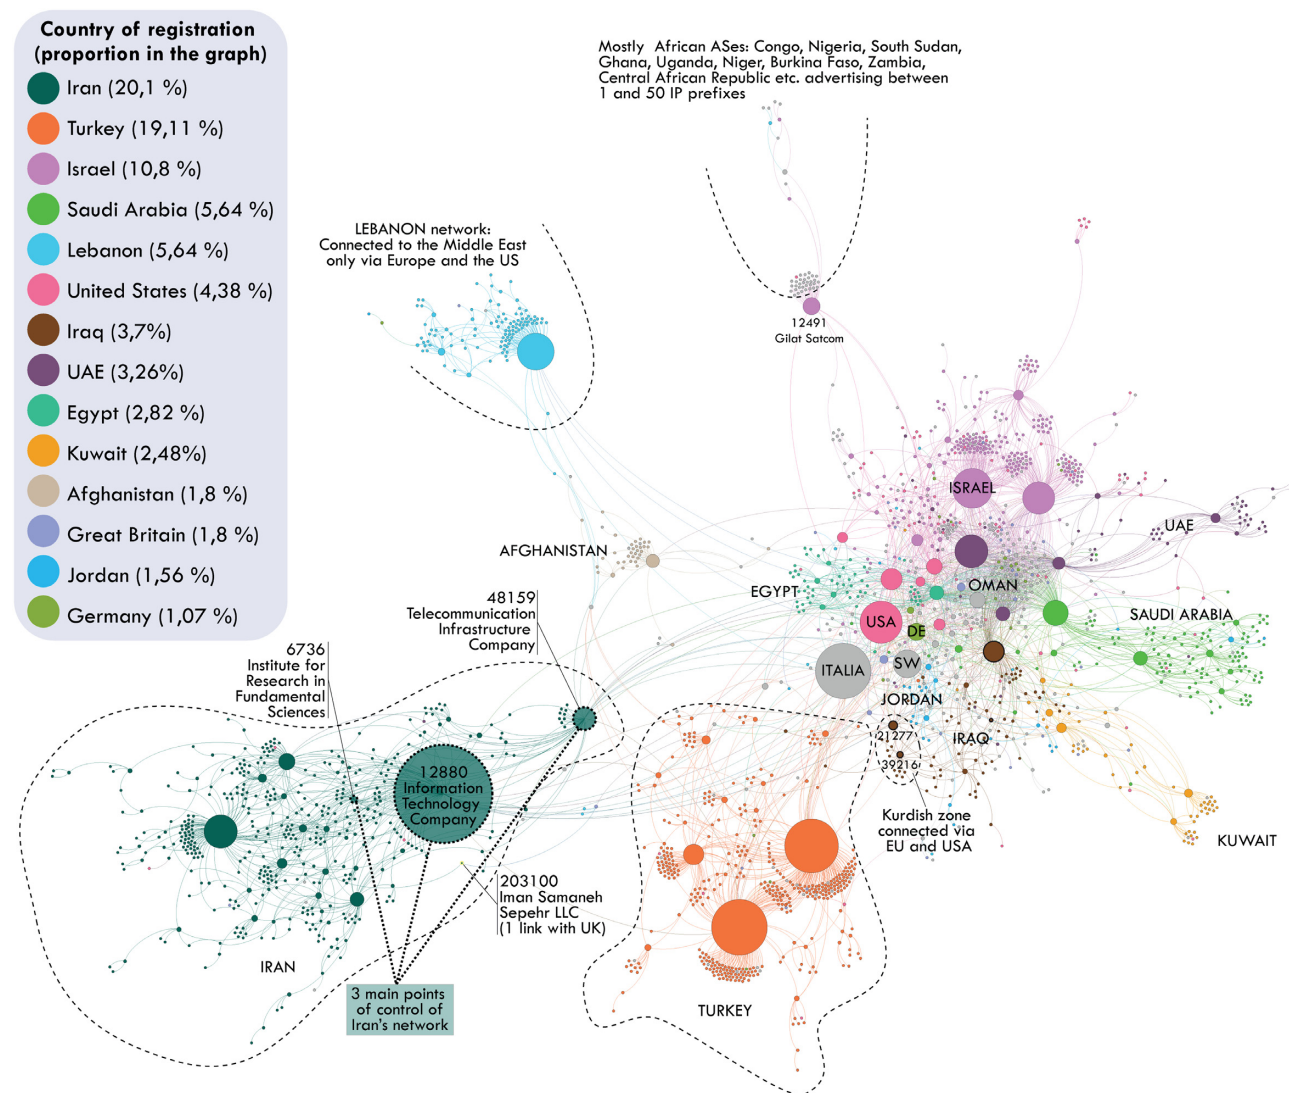 Country of registration
(proportion in the graph)
Iran (20,1 %)
Turkey (19,11 %)
Israel (10,8 %)
Saudi Arabia (5,64 %)
Lebanon (5,64 %)
United States (4,38 %)
Iraq (3,7%)
UAE (3,26%)
Egypt (2,82 %)
Kuwait (2,48%)
Afghanistan (1,8 %)
Great Britain (1,8 %)
Jordan (1,56 %)
Germany (1,07 %)
Mostly African ASes: Congo, Nigeria, South Sudan,
Ghana, Uganda, Niger, Burkina Faso, Zambia,
Central African Republic etc. advertising between
1 and 50 IP prefixes
LEBANON network:
Connected to the Middle East
only via Europe and the US
12491
Gilat Satcom
ISRAEL
UAE
AFGHANISTAN
EGYPT
OMAN
SAUDI ARABIA
USA
DE
ITALIA
SW
JORDAN
21277
IRAQ
39216
Kurdish zone
connected via
EU and USA
KUWAIT
48159
Telecommunication
Infrastructure
Company
6736
Institute for
Research in
Fundamental
Sciences
12880
Information
Technology
Company
203100
Iman Samaneh
Sepehr LLC
(1 link with UK)
IRAN
3 main points
of control of
Iran's network
TURKEY